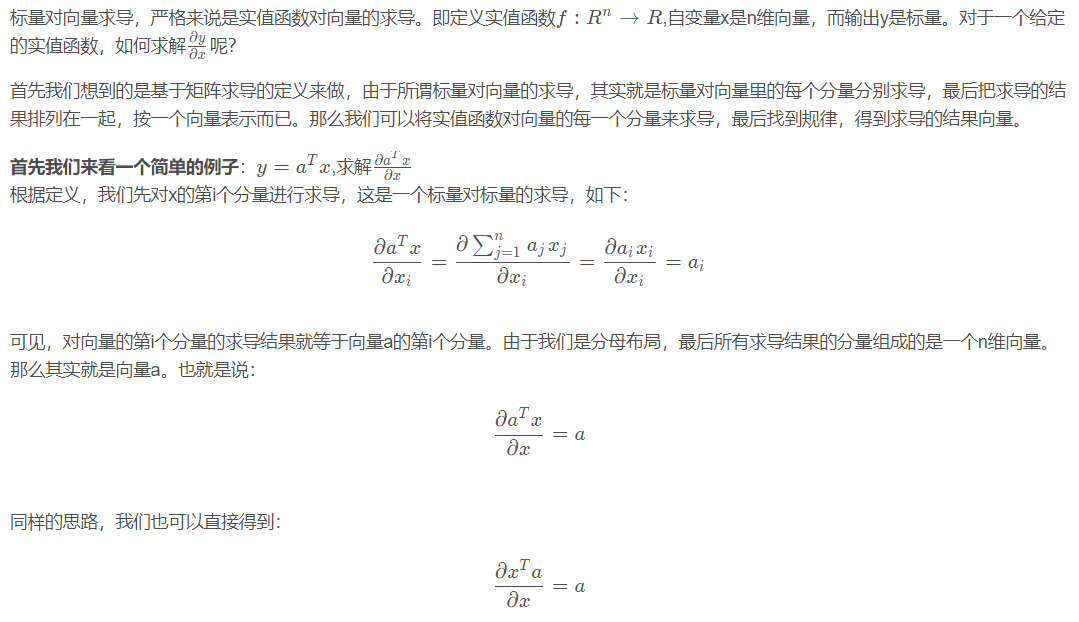 标量对向量求导，严格来说是实值函数对向量的求导。即定义实值函数$f : R^n \to R$,自变量x是n维向量，而输出y是标量。对于一个给定
的实值函数，如何求解$\frac{\partial y}{\partial x}$呢?
首先我们想到的是基于矩阵求导的定义来做，由于所谓标量对向量的求导，其实就是标量对向量里的每个分量分别求导，最后把求导的结
果排列在一起，按一个向量表示而已。那么我们可以将实值函数对向量的每一个分量来求导，最后找到规律，得到求导的结果向量。
首先我们来看一个简单的例子：$y = a^T x$,求解$\frac{\partial a^T x}{\partial x}$
根据定义，我们先对x的第i个分量进行求导，这是一个标量对标量的求导，如下：
$\frac{\partial a^T x}{\partial x_i} = \frac{\partial \sum_{j=1}^{n} a_j x_j}{\partial x_i} = \frac{\partial a_i x_i}{\partial x_i} = a_i$
可见，对向量的第i个分量的求导结果就等于向量a的第i个分量。由于我们是分母布局，最后所有求导结果的分量组成的是一个n维向量。
那么其实就是向量a。也就是说：
$\frac{\partial a^T x}{\partial x} = a$
同样的思路，我们也可以直接得到：
$\frac{\partial x^T a}{\partial x} = a$